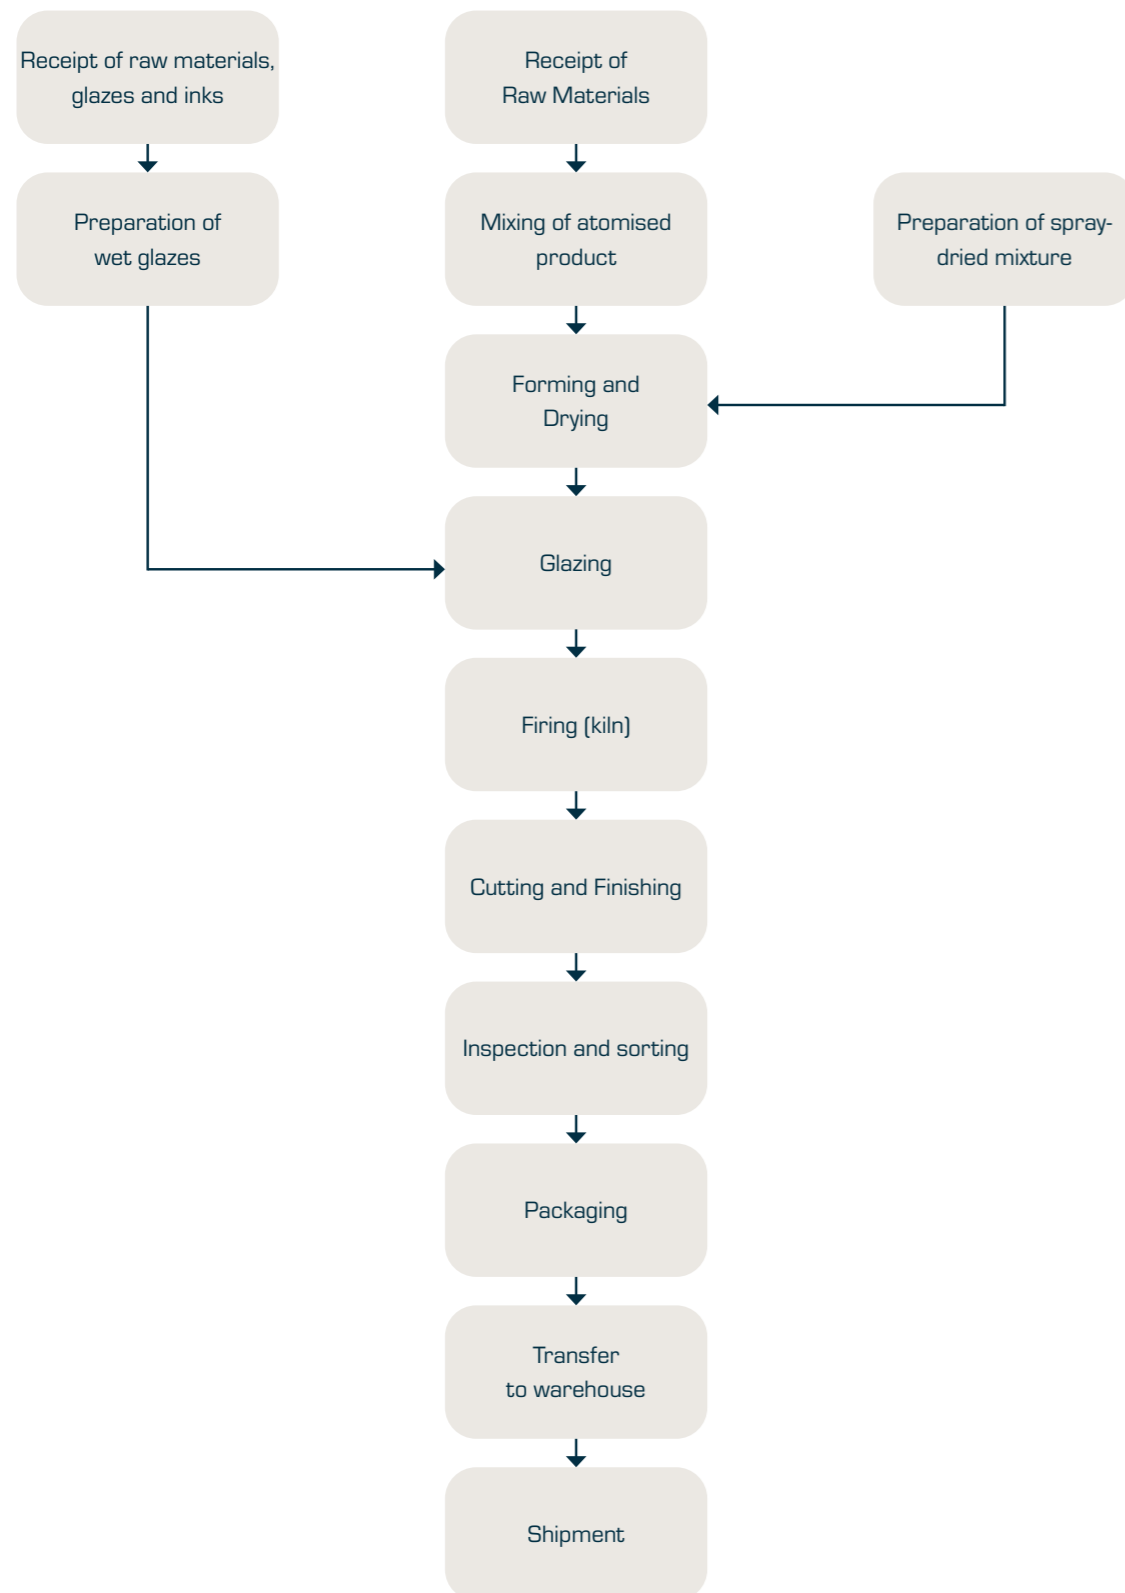 Receipt of raw materials,
glazes and inks
Receipt of
Raw Materials
Preparation of
wet glazes
Mixing of atomised
product
Preparation of spray-
dried mixture
Forming and
Drying
Glazing
Firing (kiln)
Cutting and Finishing
Inspection and sorting
Packaging
Transfer
to warehouse
Shipment